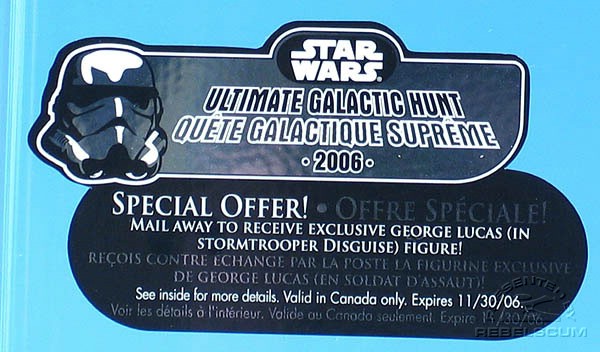 STAR
WARS
ULTIMATE GALACTIC HUNT
QUÊTE GALACTIQUE SUPRÊME
• 2006 •
SPECIAL OFFER! • OFFRE SPÉCIALE!
MAIL AWAY TO RECEIVE EXCLUSIVE GEORGE LUCAS (IN
STORMTROOPER DISGUISE) FIGURE!
REÇOIS CONTRE ÉCHANGE PAR LA POSTE LA FIGURINE EXCLUSIVE
DE GEORGE LUCAS (EN SOLDAT D'ASSAUT)!
See inside for more details. Valid in Canada only. Expires 11/30/06.
Voir les détails à l'intérieur. Valide au Canada seulement. Expire 11/30/06.
REBELSCUM